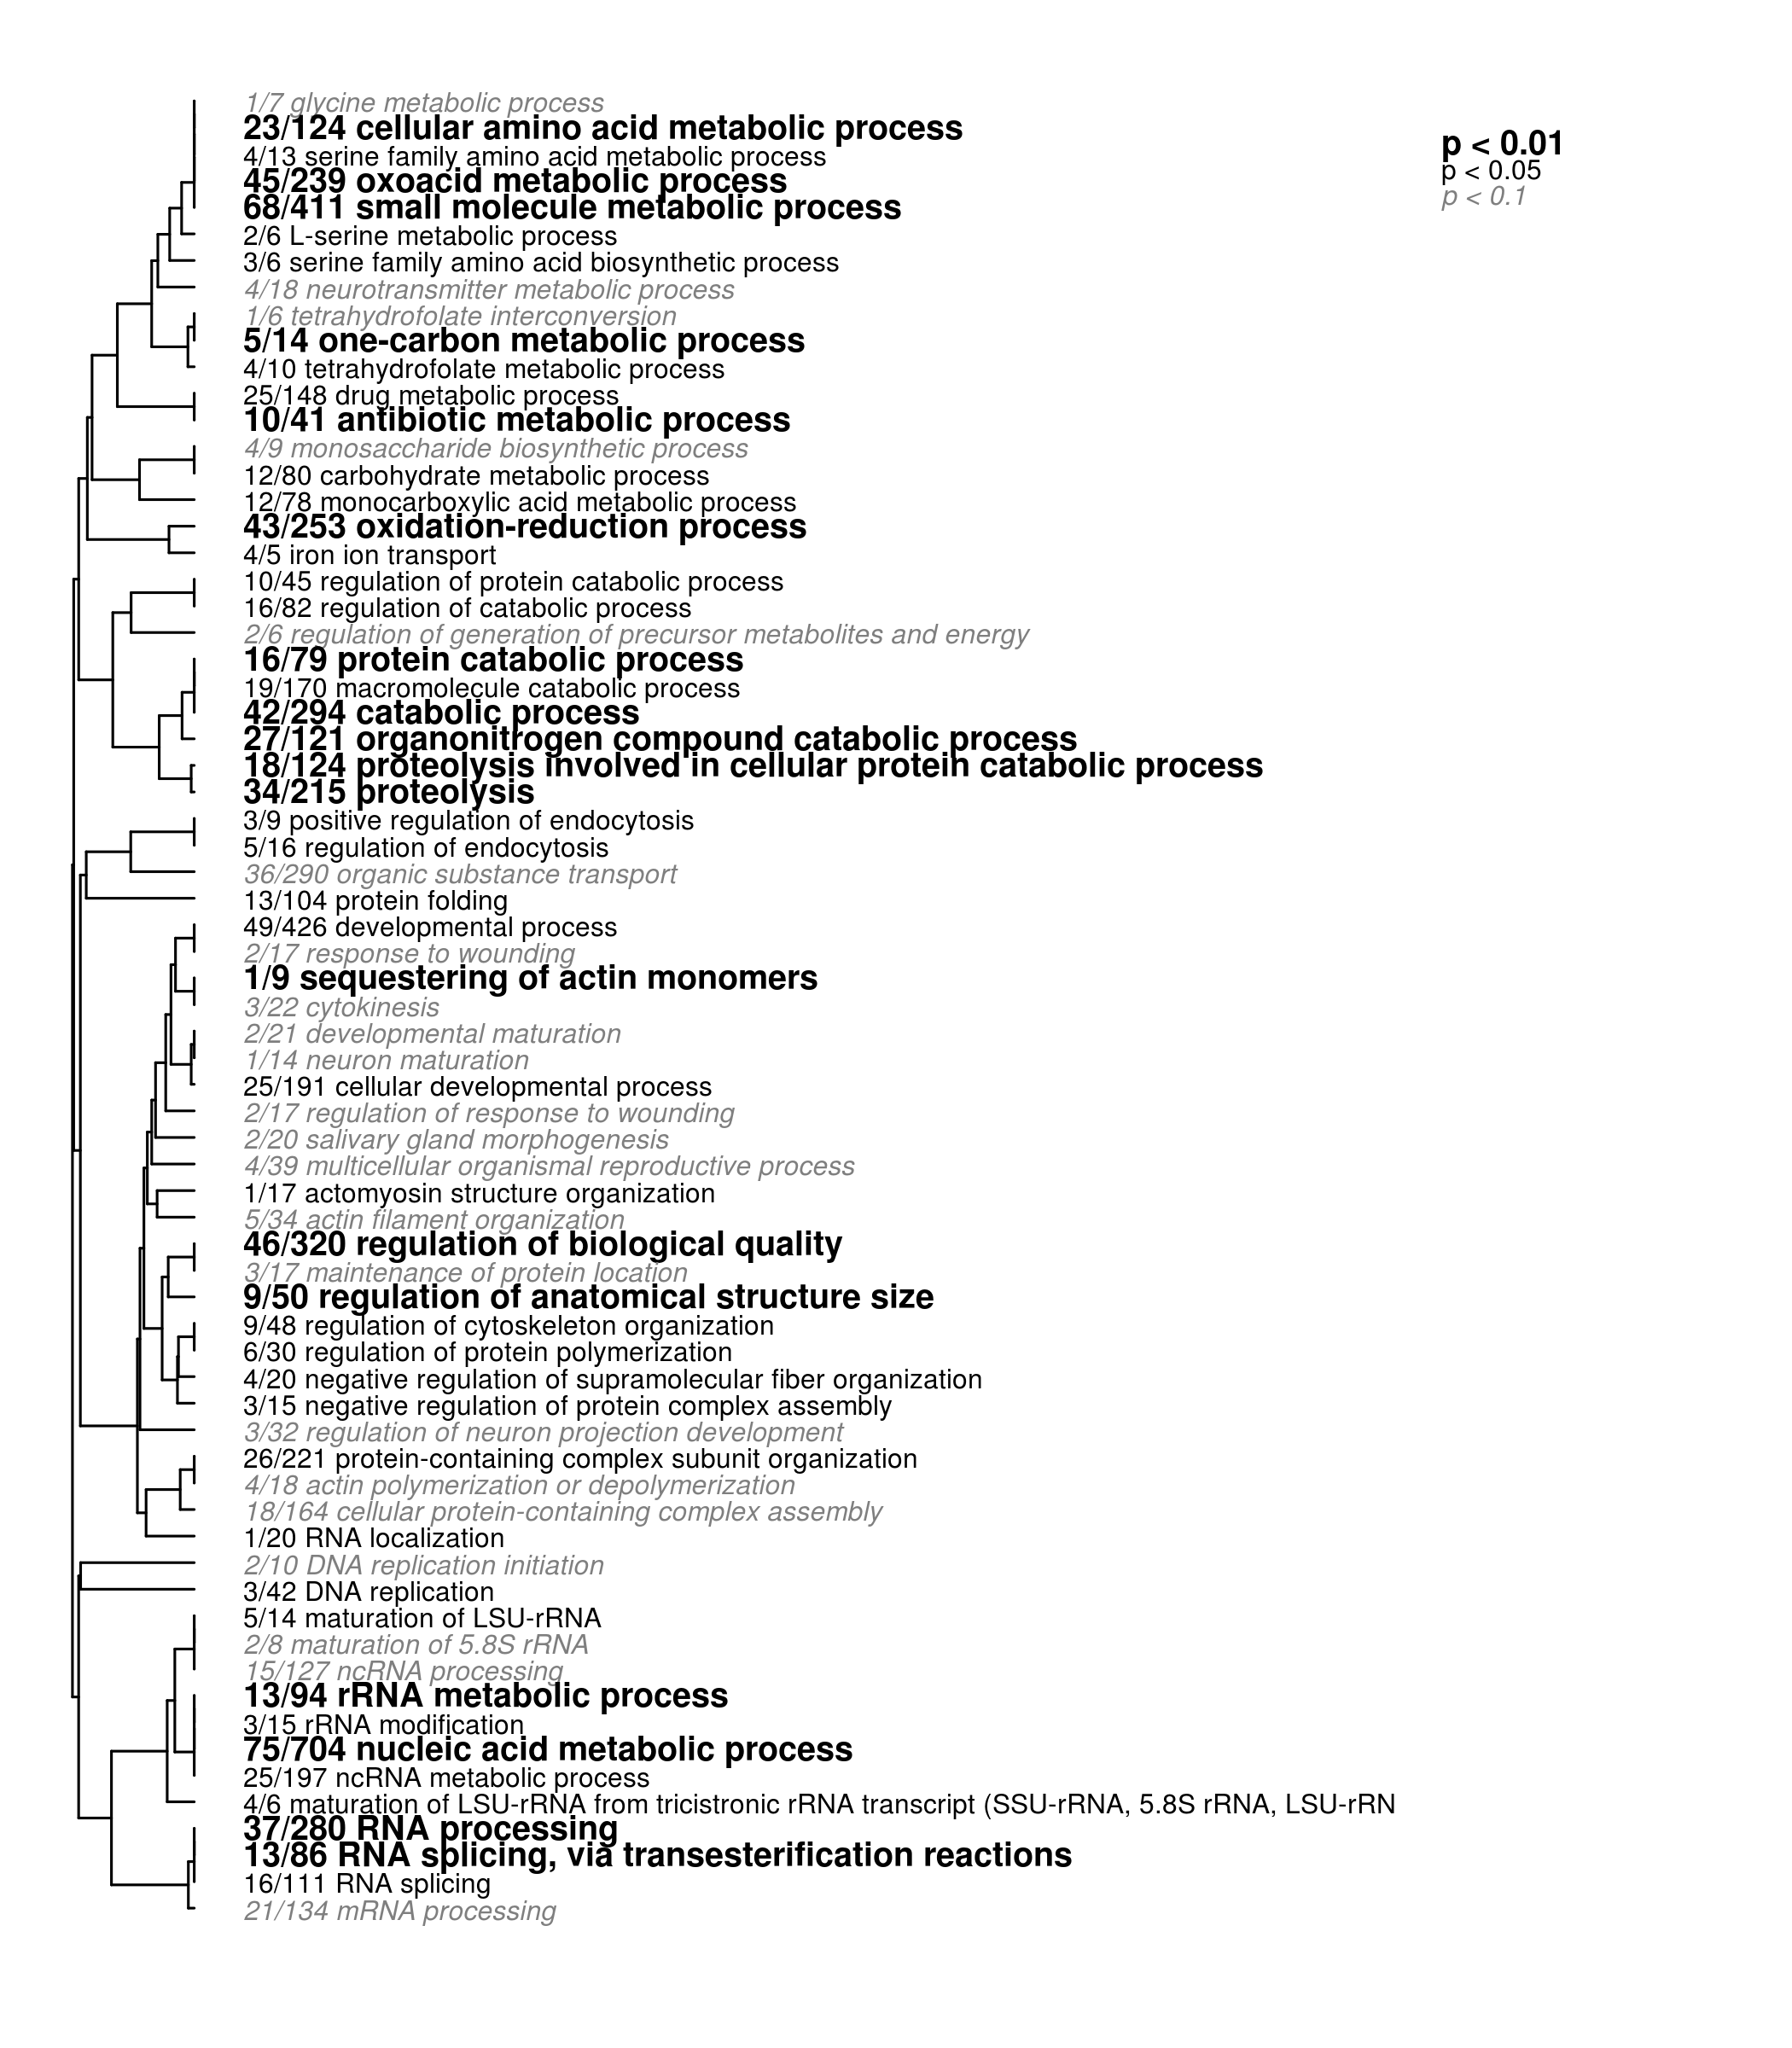 1/7 glycine metabolic process
23/124 cellular amino acid metabolic process
4/13 serine family amino acid metabolic process
45/239 oxoacid metabolic process
68/411 small molecule metabolic process
2/6 L-serine metabolic process
3/6 serine family amino acid biosynthetic process
4/18 neurotransmitter metabolic process
1/6 tetrahydrofolate interconversion
5/14 one-carbon metabolic process
4/10 tetrahydrofolate metabolic process
25/148 drug metabolic process
10/41 antibiotic metabolic process
4/9 monosaccharide biosynthetic process
12/80 carbohydrate metabolic process
12/78 monocarboxylic acid metabolic process
43/253 oxidation-reduction process
4/5 iron ion transport
10/45 regulation of protein catabolic process
16/82 regulation of catabolic process
2/6 regulation of generation of precursor metabolites and energy
16/79 protein catabolic process
19/170 macromolecule catabolic process
42/294 catabolic process
27/121 organonitrogen compound catabolic process
18/124 proteolysis involved in cellular protein catabolic process
34/215 proteolysis
3/9 positive regulation of endocytosis
5/16 regulation of endocytosis
36/290 organic substance transport
13/104 protein folding
49/426 developmental process
2/17 response to wounding
1/9 sequestering of actin monomers
3/22 cytokinesis
2/21 developmental maturation
1/14 neuron maturation
25/191 cellular developmental process
2/17 regulation of response to wounding
2/20 salivary gland morphogenesis
4/39 multicellular organismal reproductive process
1/17 actomyosin structure organization
5/34 actin filament organization
46/320 regulation of biological quality
3/17 maintenance of protein location
9/50 regulation of anatomical structure size
9/48 regulation of cytoskeleton organization
6/30 regulation of protein polymerization
4/20 negative regulation of supramolecular fiber organization
3/15 negative regulation of protein complex assembly
3/32 regulation of neuron projection development
26/221 protein-containing complex subunit organization
4/18 actin polymerization or depolymerization
18/164 cellular protein-containing complex assembly
1/20 RNA localization
2/10 DNA replication initiation
3/42 DNA replication
5/14 maturation of LSU-rRNA
2/8 maturation of 5.8S rRNA
15/127 ncRNA processing
13/94 rRNA metabolic process
3/15 rRNA modification
75/704 nucleic acid metabolic process
25/197 ncRNA metabolic process
4/6 maturation of LSU-rRNA from tricistronic rRNA transcript (SSU-rRNA, 5.8S rRNA, LSU-rRN
37/280 RNA processing
13/86 RNA splicing, via transesterification reactions
16/111 RNA splicing
21/134 mRNA processing
p < 0.01
p < 0.05
p < 0.1